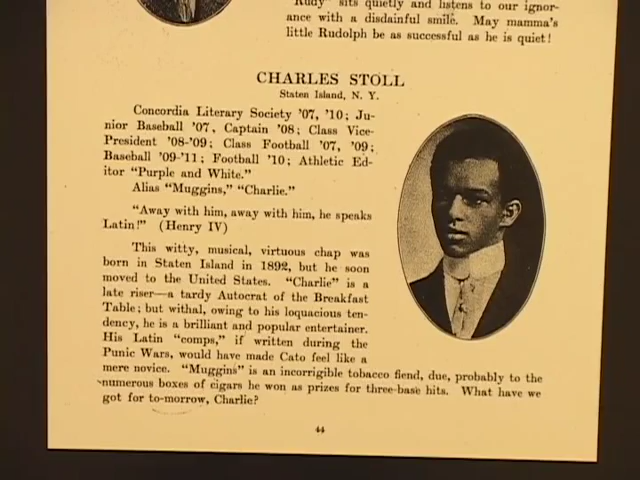 "Rudy" sits quietly and listens to our ignor-
ance with a disdainful smile. May mamma's
little Rudolph be as successful as he is quiet!
CHARLES STOLL
Staten Island, N. Y.
Concordia Literary Society '07, '10; Ju-
nior Baseball '07, Captain '08; Class Vice-
President '08-'09; Class Football '07, '09;
Baseball '09-'11; Football '10; Athletic Ed-
itor "Purple and White."
Alias "Muggins," "Charlie."
"Away with him, away with him, he speaks
Latin!" (Henry IV)
This witty, musical, virtuous chap was
born in Staten Island in 1892, but he soon
moved to the United States. "Charlie" is a
late riser—a tardy Autocrat of the Breakfast
Table; but withal, owing to his loquacious ten-
dency, he is a brilliant and popular entertainer.
His Latin "comps," if written during the
Punic Wars, would have made Cato feel like a
mere novice. "Muggins" is an incorrigible tobacco fiend, due, probably to the
numerous boxes of cigars he won as prizes for three-base hits. What have we
got for to-morrow, Charlie?
44